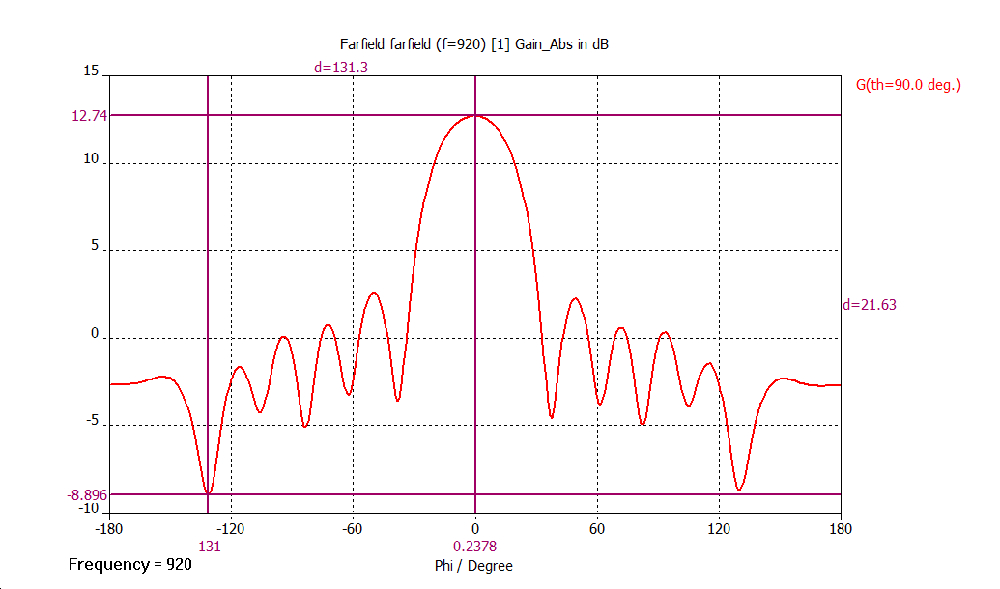 Farfield farfield (f=920) [1] Gain_Abs in dB
d=131.3
15
G(th=90.0 deg.)
12.74
10
5
d=21.63
0
-5
-8.896
-10
-180 -120 -60 0 60 120 180
-131 0.2378
Frequency = 920
Phi / Degree